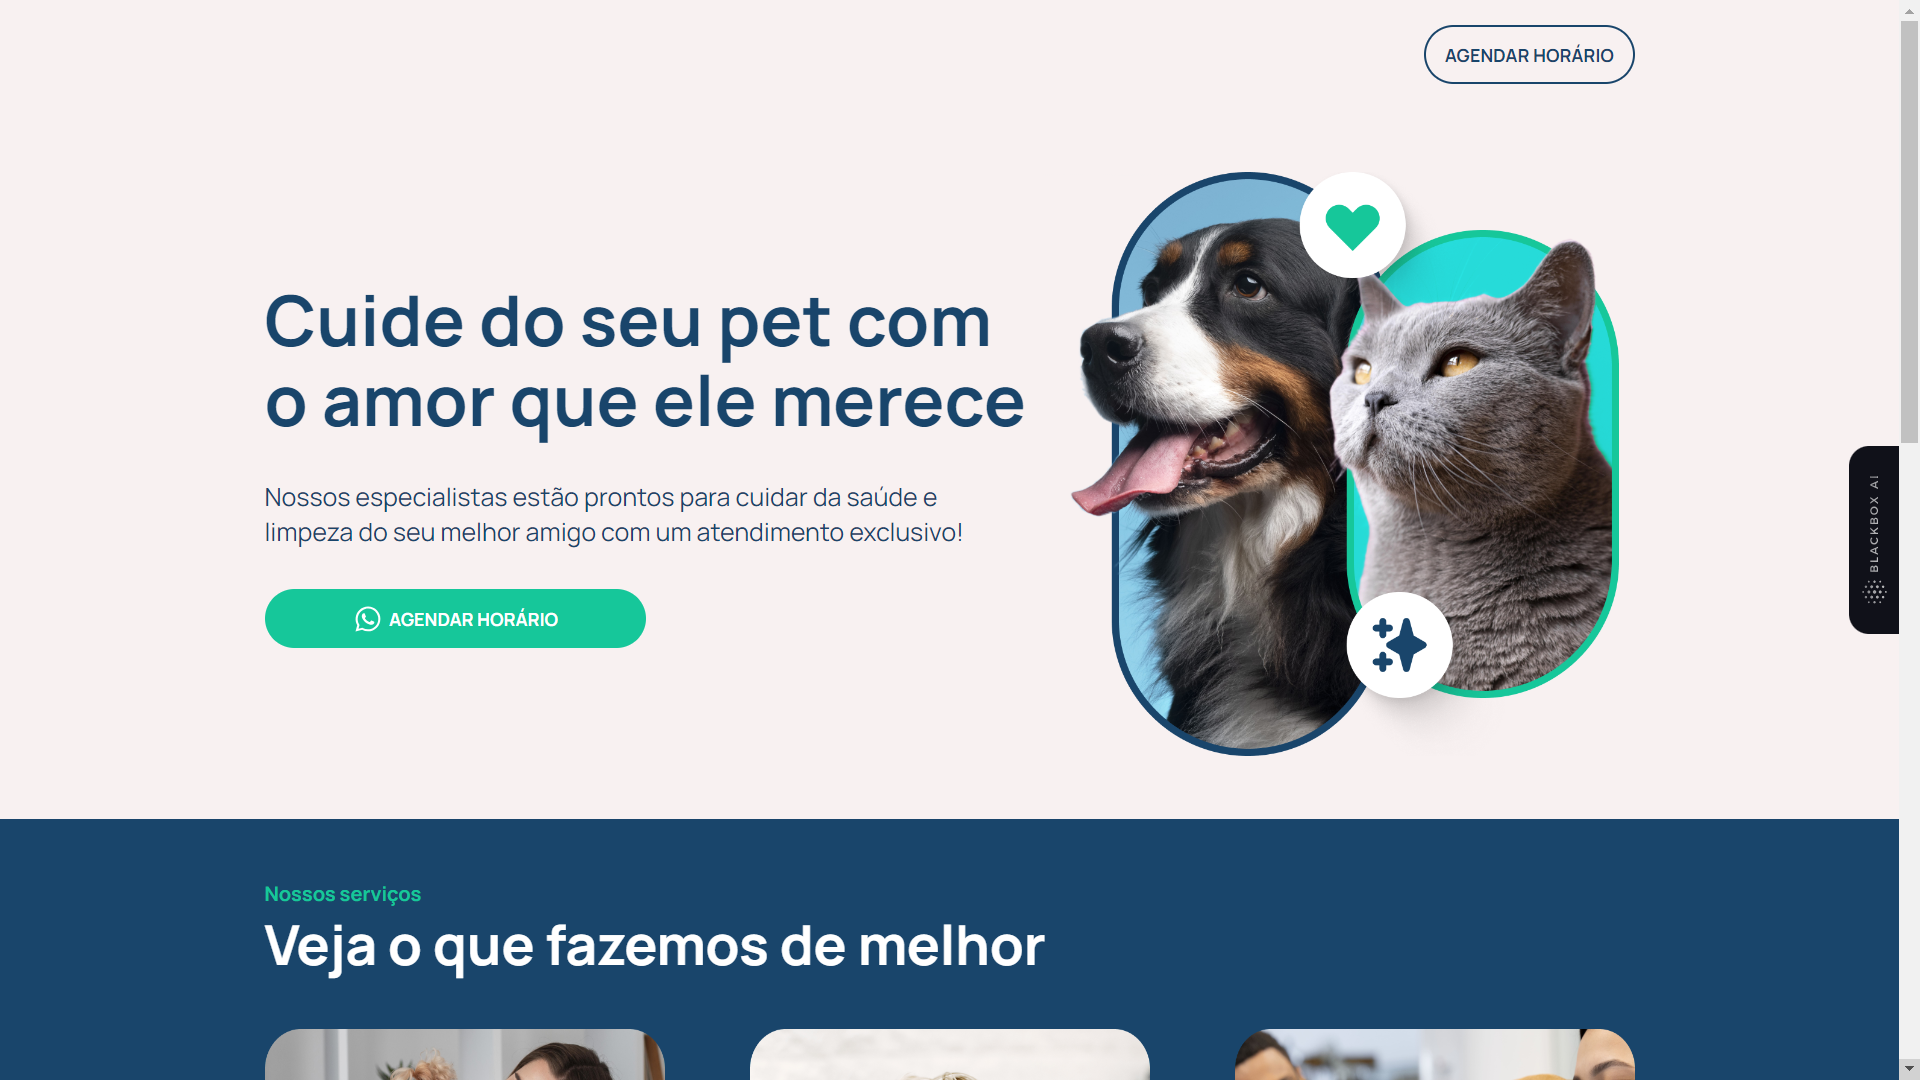 AGENDAR HORÁRIO
Cuide do seu pet com
o amor que ele merece
Nossos especialistas estão prontos para cuidar da saúde e
limpeza do seu melhor amigo com um atendimento exclusivo!
AGENDAR HORÁRIO
BLACKBOX AI
Nossos serviços
Veja o que fazemos de melhor